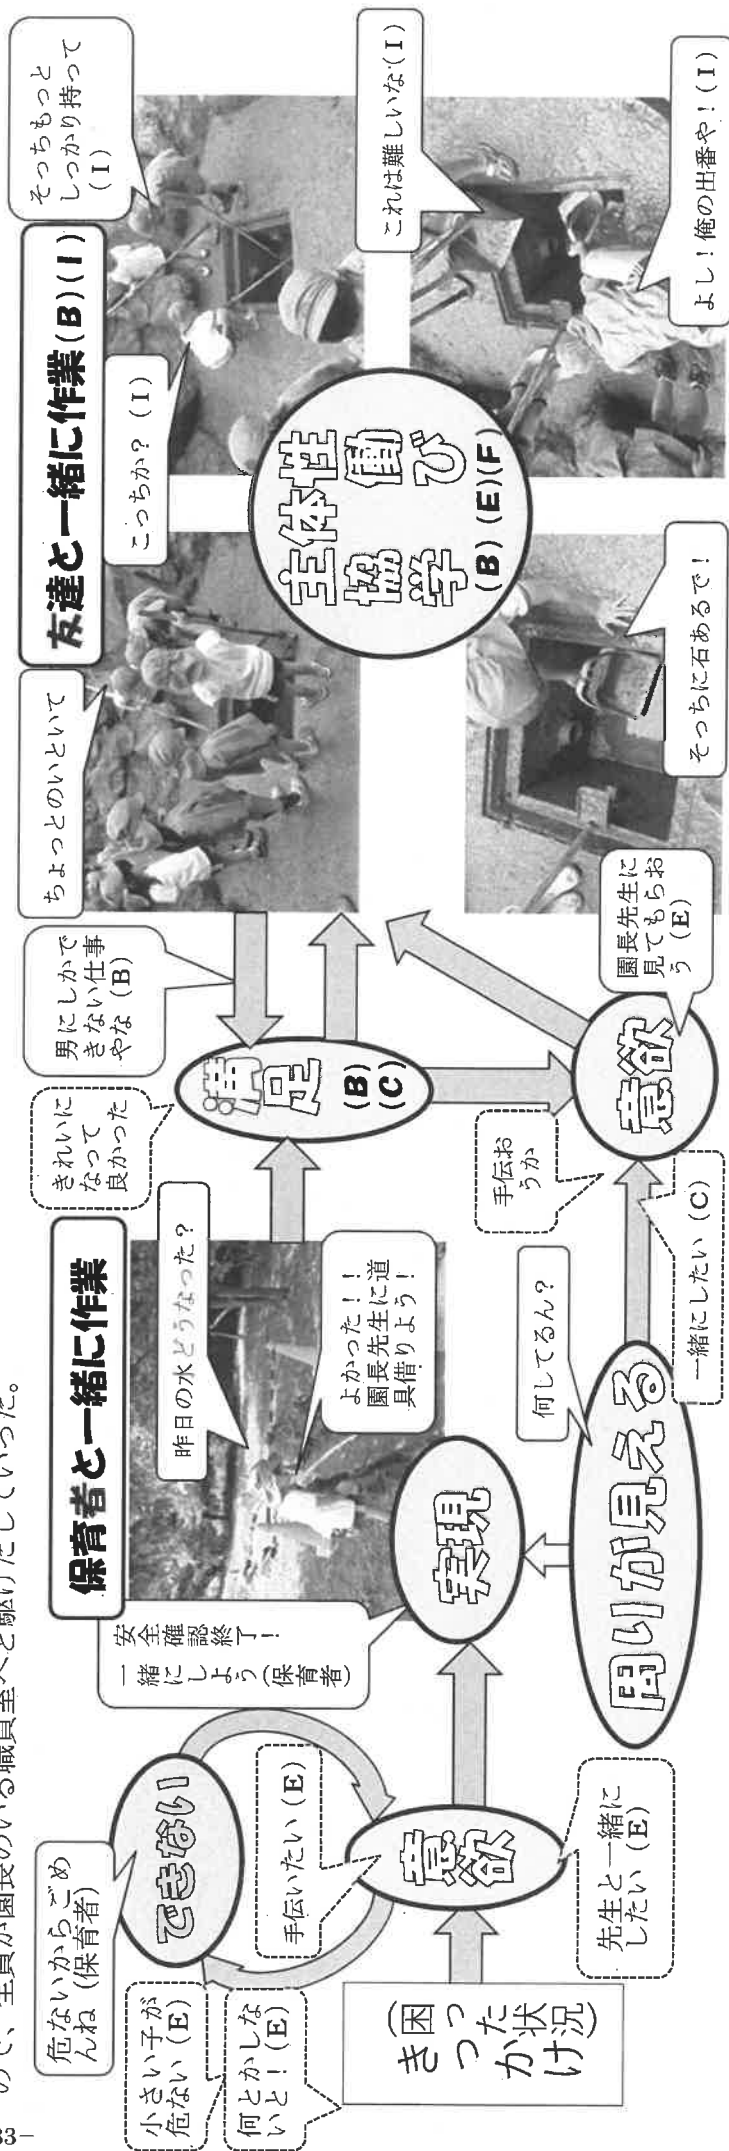 ので、全員が園長のいる職員室へと駆けだしていった。
-33-
きっかけ
(困った状況)
何とかしな
いと！(E)
小さい子が
危ない (E)
危ないからごめ
んね (保育者)
できない
手伝いたい (E)
意欲
先生と一緒に
したい (E)
安全確認終了！
一緒にしよう(保育者)
実現
周りが見える
何してるん？
保育者と一緒に作業
昨日の水どうなった？
よかった！！
園長先生に道
具借りよう！
きれいに
なって
良かった
満足
(B)
(C)
男にしかで
きない仕事
やな (B)
手伝お
うか
一緒にしたい (C)
意欲
園長先生に
見てもらお
う (E)
友達と一緒に作業(B)(I)
ちょっとのいといて
こっちか？ (I)
そっちもっと
しっかり持って
(I)
主体性
協働
学び
(B)(E)(F)
これは難しいな(I)
そっちに石あるで！
よし！俺の出番や！(I)